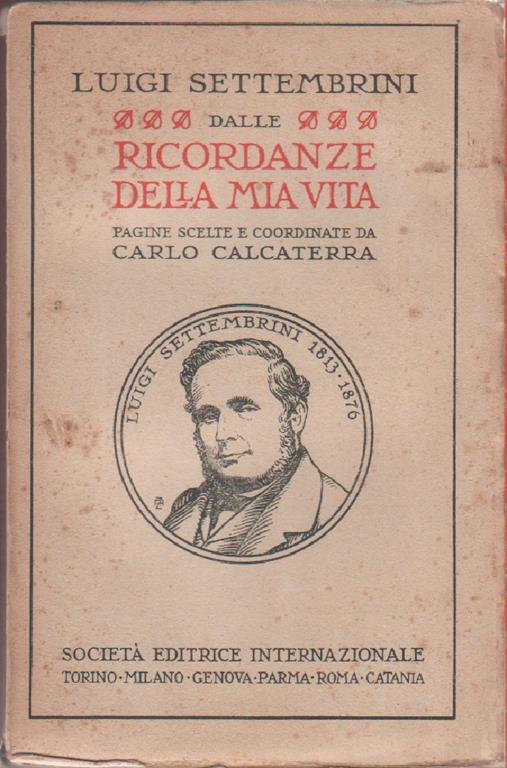 LUIGI SETTEMBRINI
DALLE
RICORDANZE
DELLA MIA VITA
PAGINE SCELTE E COORDINATE DA
CARLO CALCATERRA
LUIGI SETTEMBRINI 1813 · 1876
SOCIETÀ EDITRICE INTERNAZIONALE
TORINO · MILANO · GENOVA · PARMA · ROMA · CATANIA